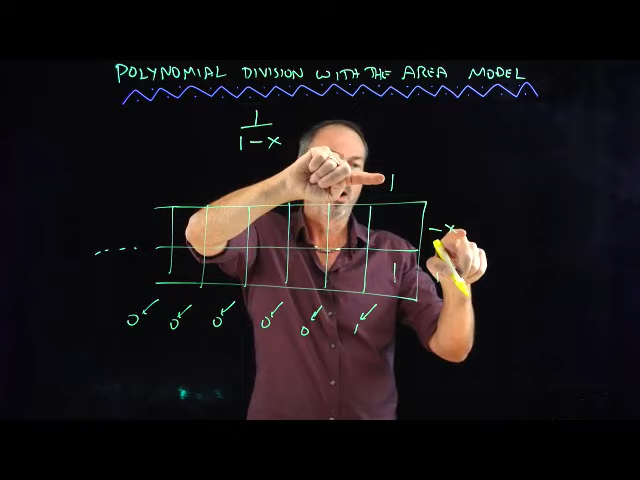 POLYNOMIAL DIVISION WITH THE AREA MODEL
1
1 - x
1
- x
1
0 0 0 0 0 1